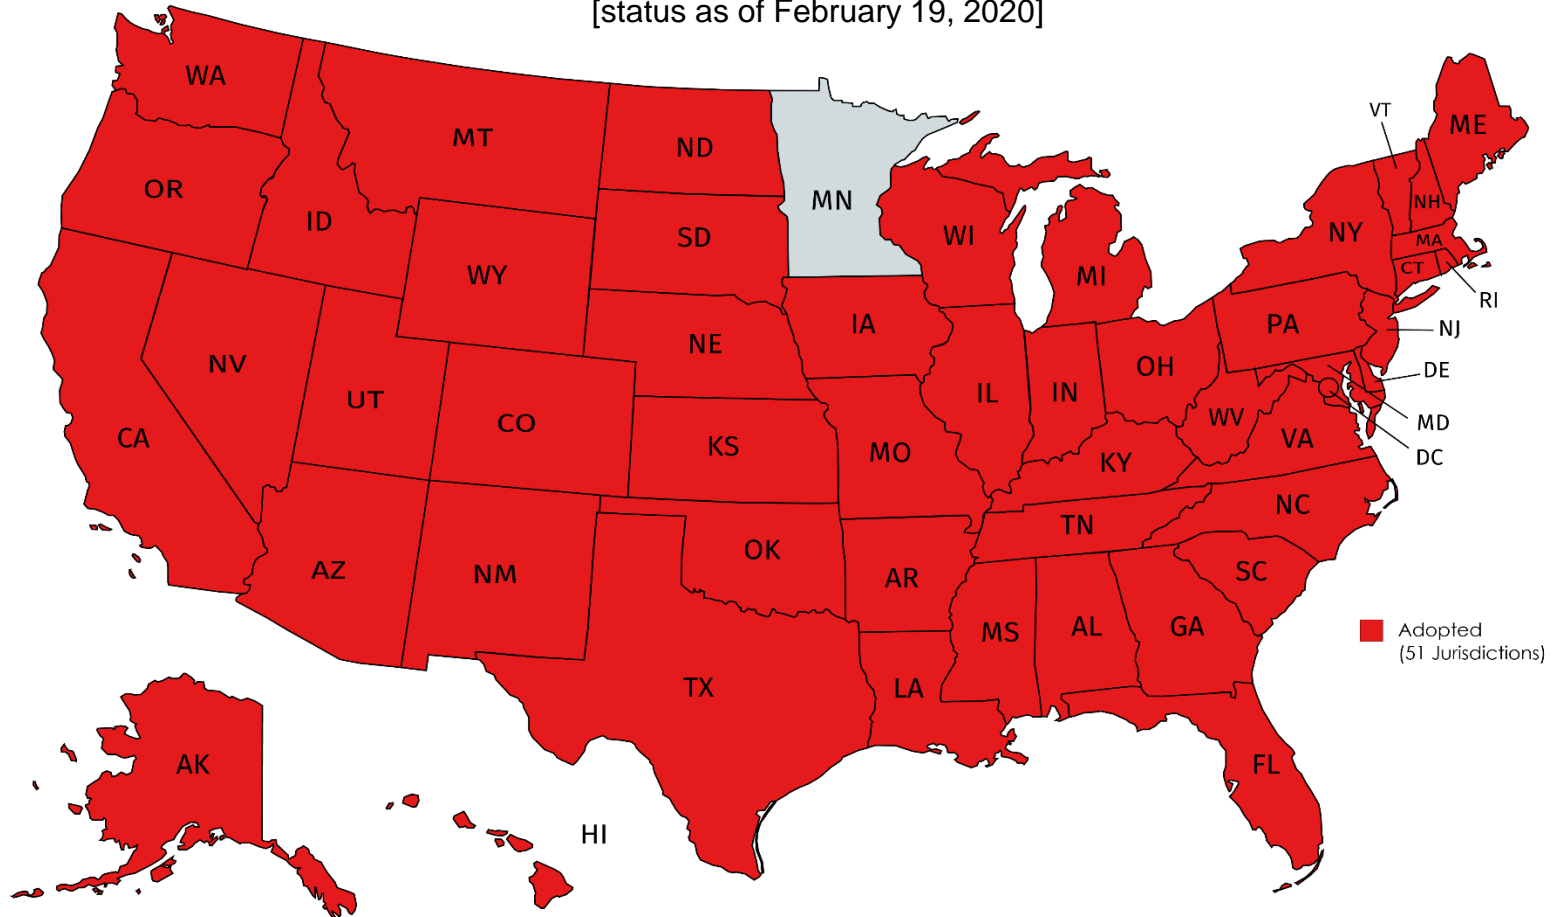 [status as of February 19, 2020]
WA
MT
ND
MN
VT
ME
OR
ID
SD
WI
NY
NH
MA
CT
RI
WY
MI
IA
PA
NJ
NV
NE
OH
DE
UT
IL
IN
CA
CO
KS
MO
WV
MD
VA
DC
KY
NC
TN
AZ
NM
OK
AR
SC
MS
AL
GA
Adopted
(51 Jurisdictions)
TX
LA
AK
FL
HI